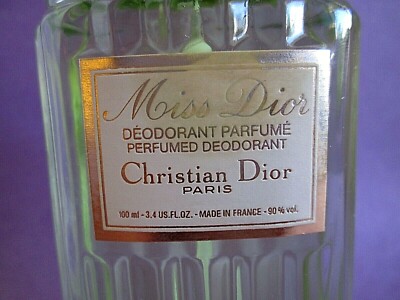 Miss Dior
DÉODORANT PARFUMÉ
PERFUMED DEODORANT
Christian Dior
PARIS
100 ml - 3.4 US.FL.OZ. - MADE IN FRANCE - 90% vol.